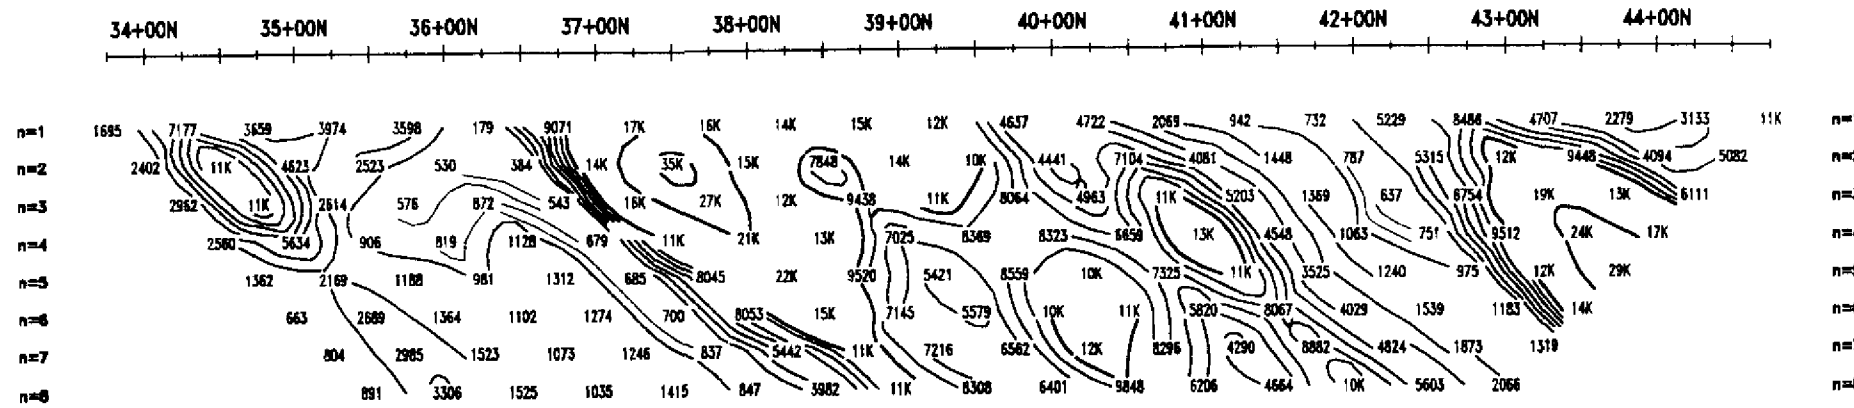 34+00N 35+00N 36+00N 37+00N 38+00N 39+00N 40+00N 41+00N 42+00N 43+00N 44+00N
n=1 1695 7177 3659 3974 3598 179 9071 17K 16K 14K 15K 12K 4637 4722 2069 942 732 5229 8486 4707 2279 3133 11K n=
n=2 2402 11K 4623 2523 530 384 14K 35K 15K 7848 14K 10K 4441 7104 4081 1448 787 5315 12K 9448 4094 5082
n=3 2962 11K 2614 576 872 543 16K 27K 12K 9438 11K 8064 4963 11K 5203 1369 637 6754 19K 13K 6111
n=4 2560 5634 906 819 1128 679 11K 21K 13K 7025 8369 8323 6659 13K 4548 1063 751 9512 24K 17K
n=5 1362 2169 1188 981 1312 685 8045 22K 9520 5421 8559 10K 7325 11K 3525 1240 975 12K 29K
n=6 663 2689 1364 1102 1274 700 8053 15K 7145 5579 10K 11K 5820 8067 4029 1539 1183 14K
n=7 804 2985 1523 1073 1246 837 5442 11K 7216 6562 12K 8296 4290 8882 4824 1873 1319
n=8 891 3306 1525 1035 1415 847 3982 11K 8308 6401 9848 6206 4664 10K 5603 2066